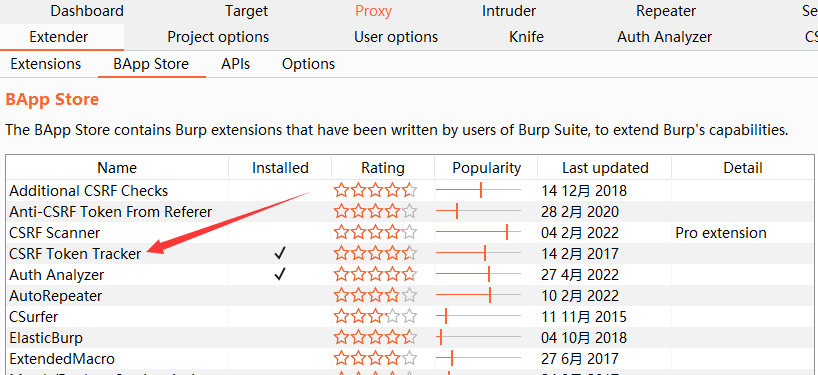 Dashboard Target Proxy Intruder Repeater Se
Extender Project options User options Knife Auth Analyzer CS
Extensions BApp Store APIs Options
BApp Store
The BApp Store contains Burp extensions that have been written by users of Burp Suite, to extend Burp's capabilities.
Name Installed Rating Popularity Last updated Detail
Additional CSRF Checks 14 12月 2018
Anti-CSRF Token From Referer 28 2月 2020
CSRF Scanner 04 2月 2022 Pro extension
CSRF Token Tracker ✓ 14 2月 2017
Auth Analyzer ✓ 27 4月 2022
AutoRepeater 10 2月 2022
CSurfer 11 11月 2015
ElasticBurp 04 10月 2018
ExtendedMacro 27 6月 2017